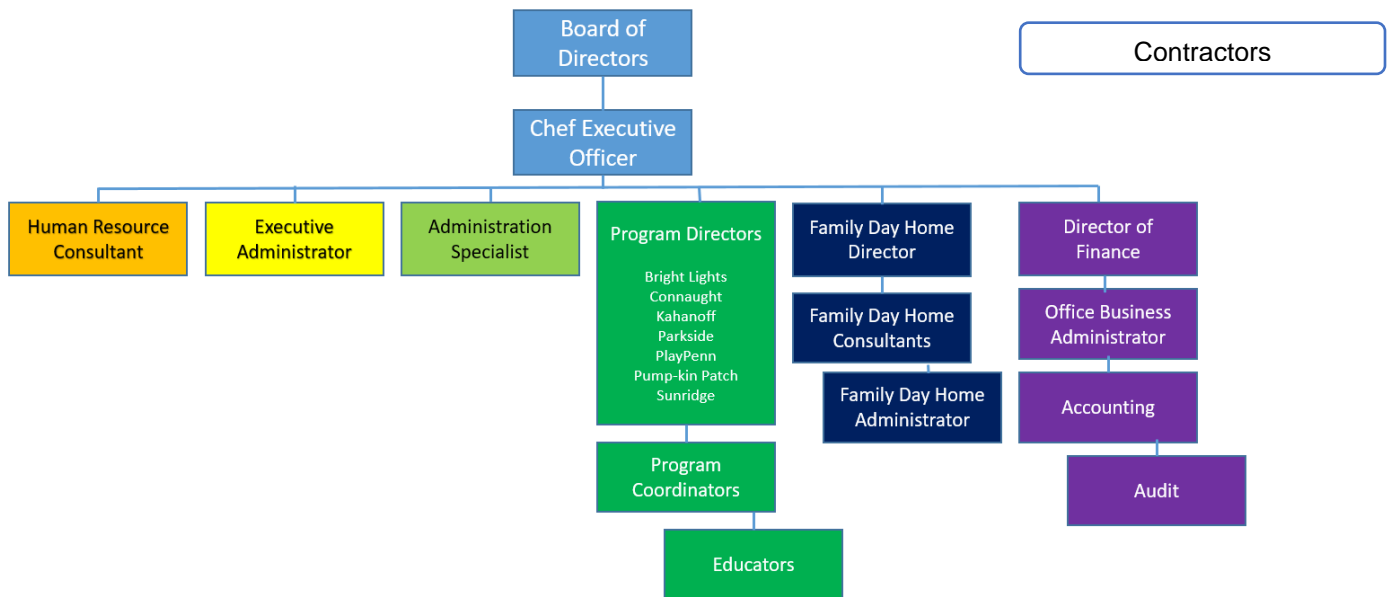 Board of
Directors
Contractors
Chef Executive
Officer
Human Resource
Consultant
Executive
Administrator
Administration
Specialist
Program Directors
Bright Lights
Connaught
Kahanoff
Parkside
PlayPenn
Pump-kin Patch
Sunridge
Program
Coordinators
Educators
Family Day Home
Director
Family Day Home
Consultants
Family Day Home
Administrator
Director of
Finance
Office Business
Administrator
Accounting
Audit